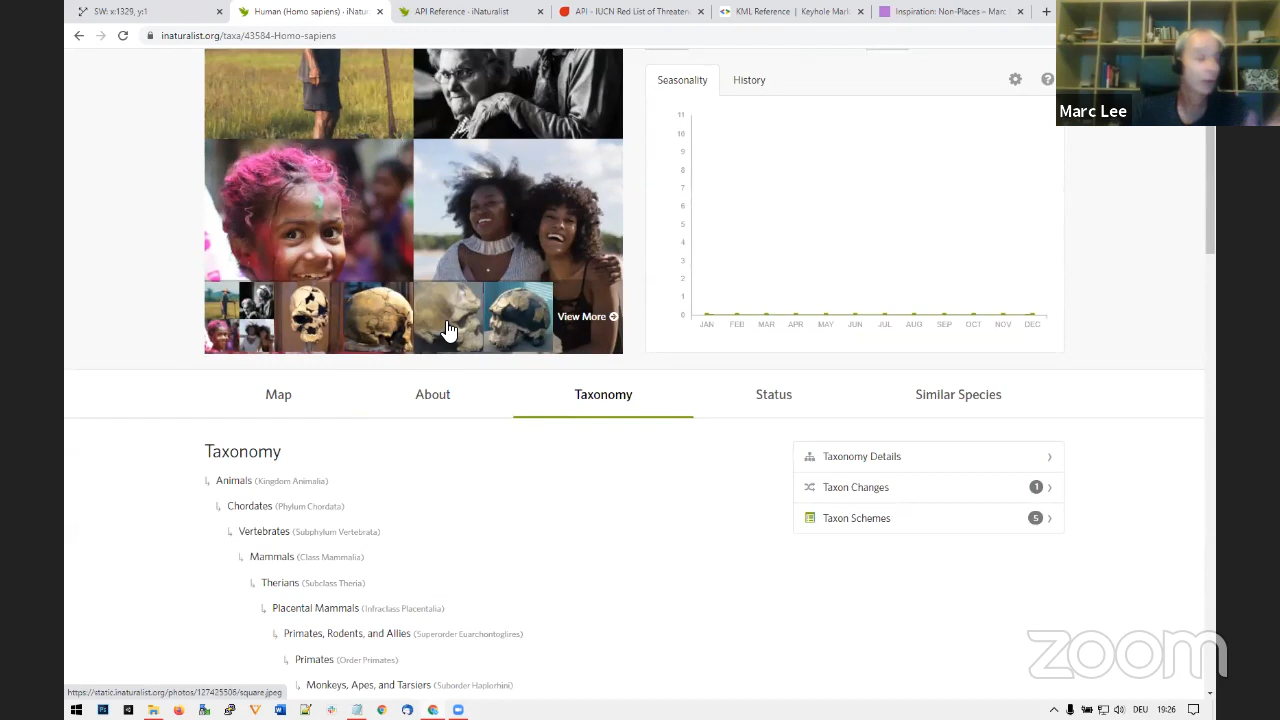 SW: x:1329, y:1
Human (Homo sapiens) · iNatu
API Reference · iNaturalist
API - IUCN Red List of Threaten
KML Reference | Keyhole Mark
Inspiration: Non-Places – Marc
inaturalist.org/taxa/43584-Homo-sapiens
Marc Lee
Seasonality
History
11
10
9
8
7
6
5
4
3
2
1
0
JAN FEB MAR APR MAY JUN JUL AUG SEP OCT NOV DEC
View More
Map
About
Taxonomy
Status
Similar Species
Taxonomy
Animals (Kingdom Animalia)
Chordates (Phylum Chordata)
Vertebrates (Subphylum Vertebrata)
Mammals (Class Mammalia)
Therians (Subclass Theria)
Placental Mammals (Infraclass Placentalia)
Primates, Rodents, and Allies (Superorder Euarchontoglires)
Primates (Order Primates)
Monkeys, Apes, and Tarsiers (Suborder Haplorhini)
Taxonomy Details
Taxon Changes 1
Taxon Schemes 5
zoom
https://static.inaturalist.org/photos/127425506/square.jpeg
DEU 19:26